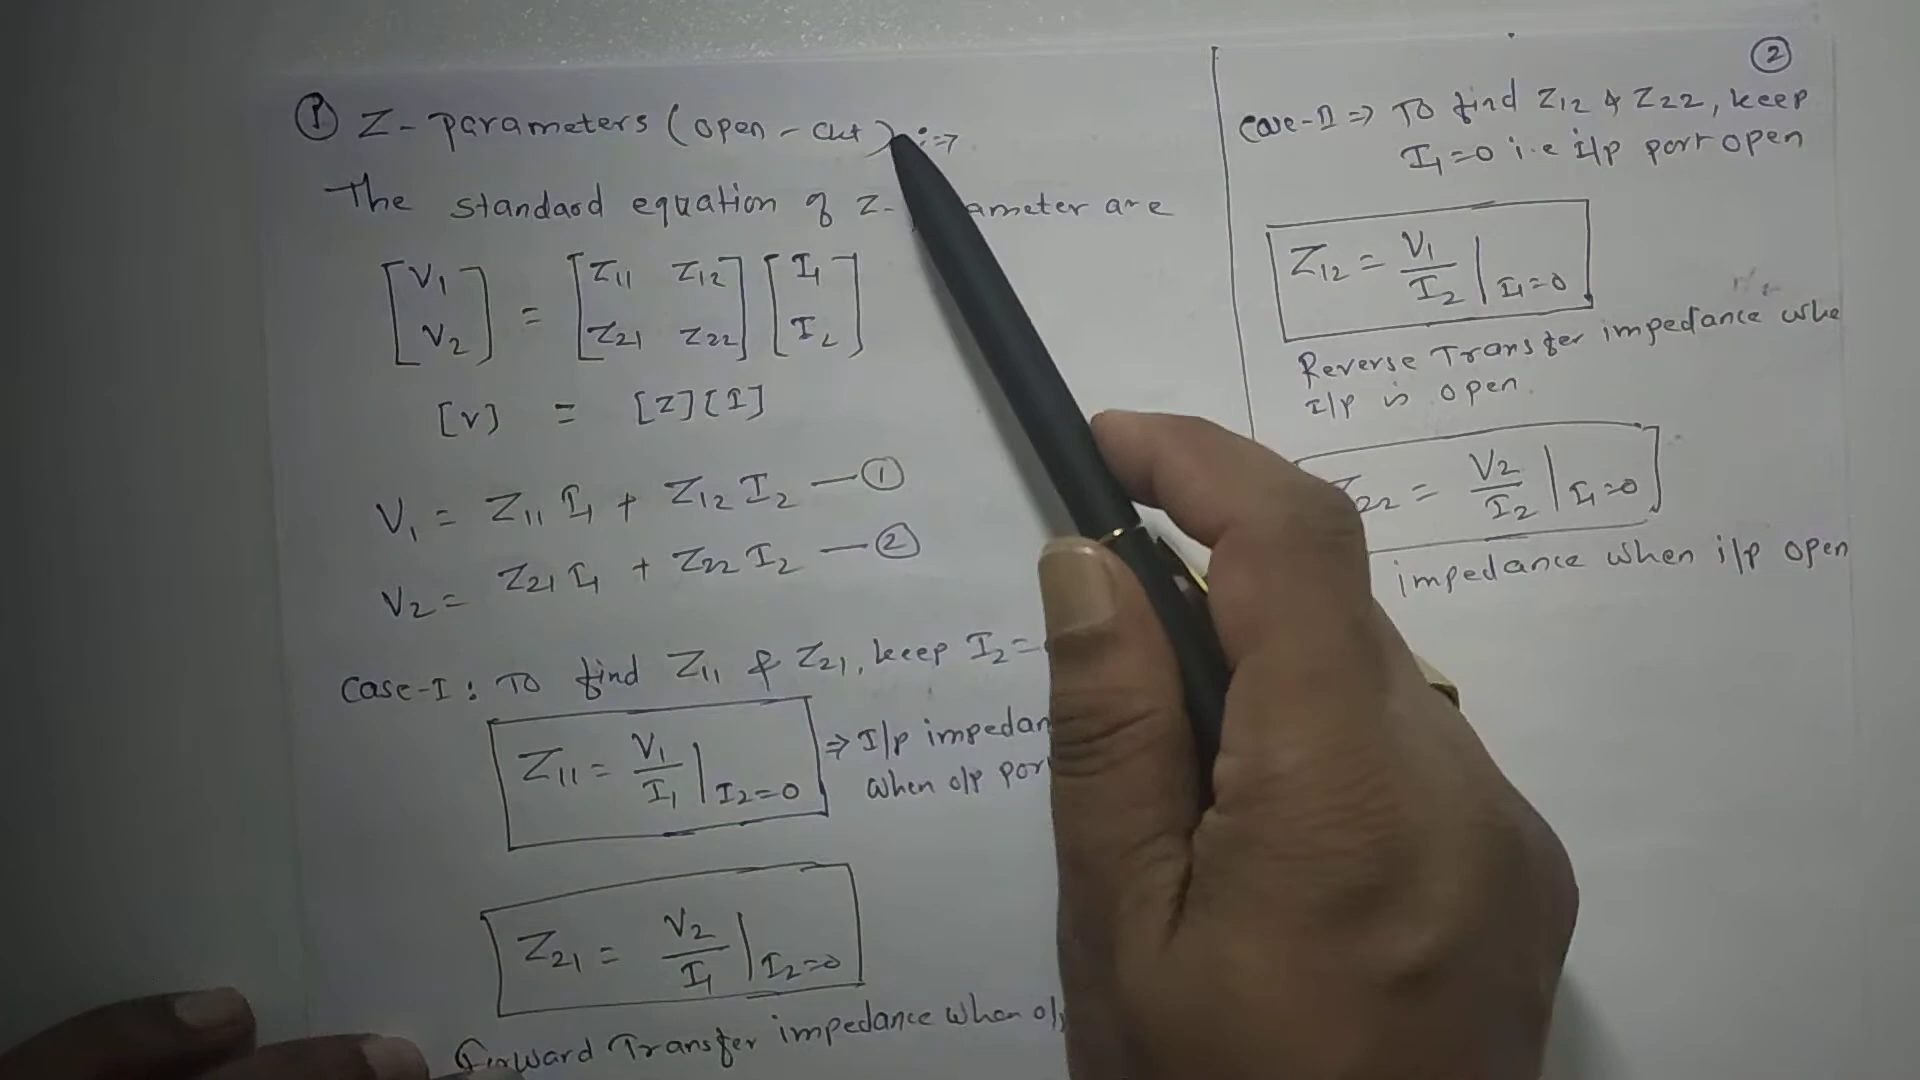 ① Z-parameters (open-ckt) :→
The standard equation of Z- ameter are
[V1 V2] = [Z11 Z12 Z21 Z22] [I1 I2]
[V] = [Z][I]
V1 = Z11 I1 + Z12 I2 —①
V2 = Z21 I1 + Z22 I2 —②
Case-I : To find Z11 & Z21, keep I2=
Z11 = V1/I1 | I2=0 ⇒ I/p impedan
when o/p por
Z21 = V2/I1 | I2=0
Forward Transfer impedance when o/
②
Case-II ⇒ To find Z12 & Z22, keep
I1=0 i.e i/p port open
Z12 = V1/I2 | I1=0
Reverse Transfer impedance whe
I/p is open.
22 = V2/I2 | I1=0
impedance when i/p open